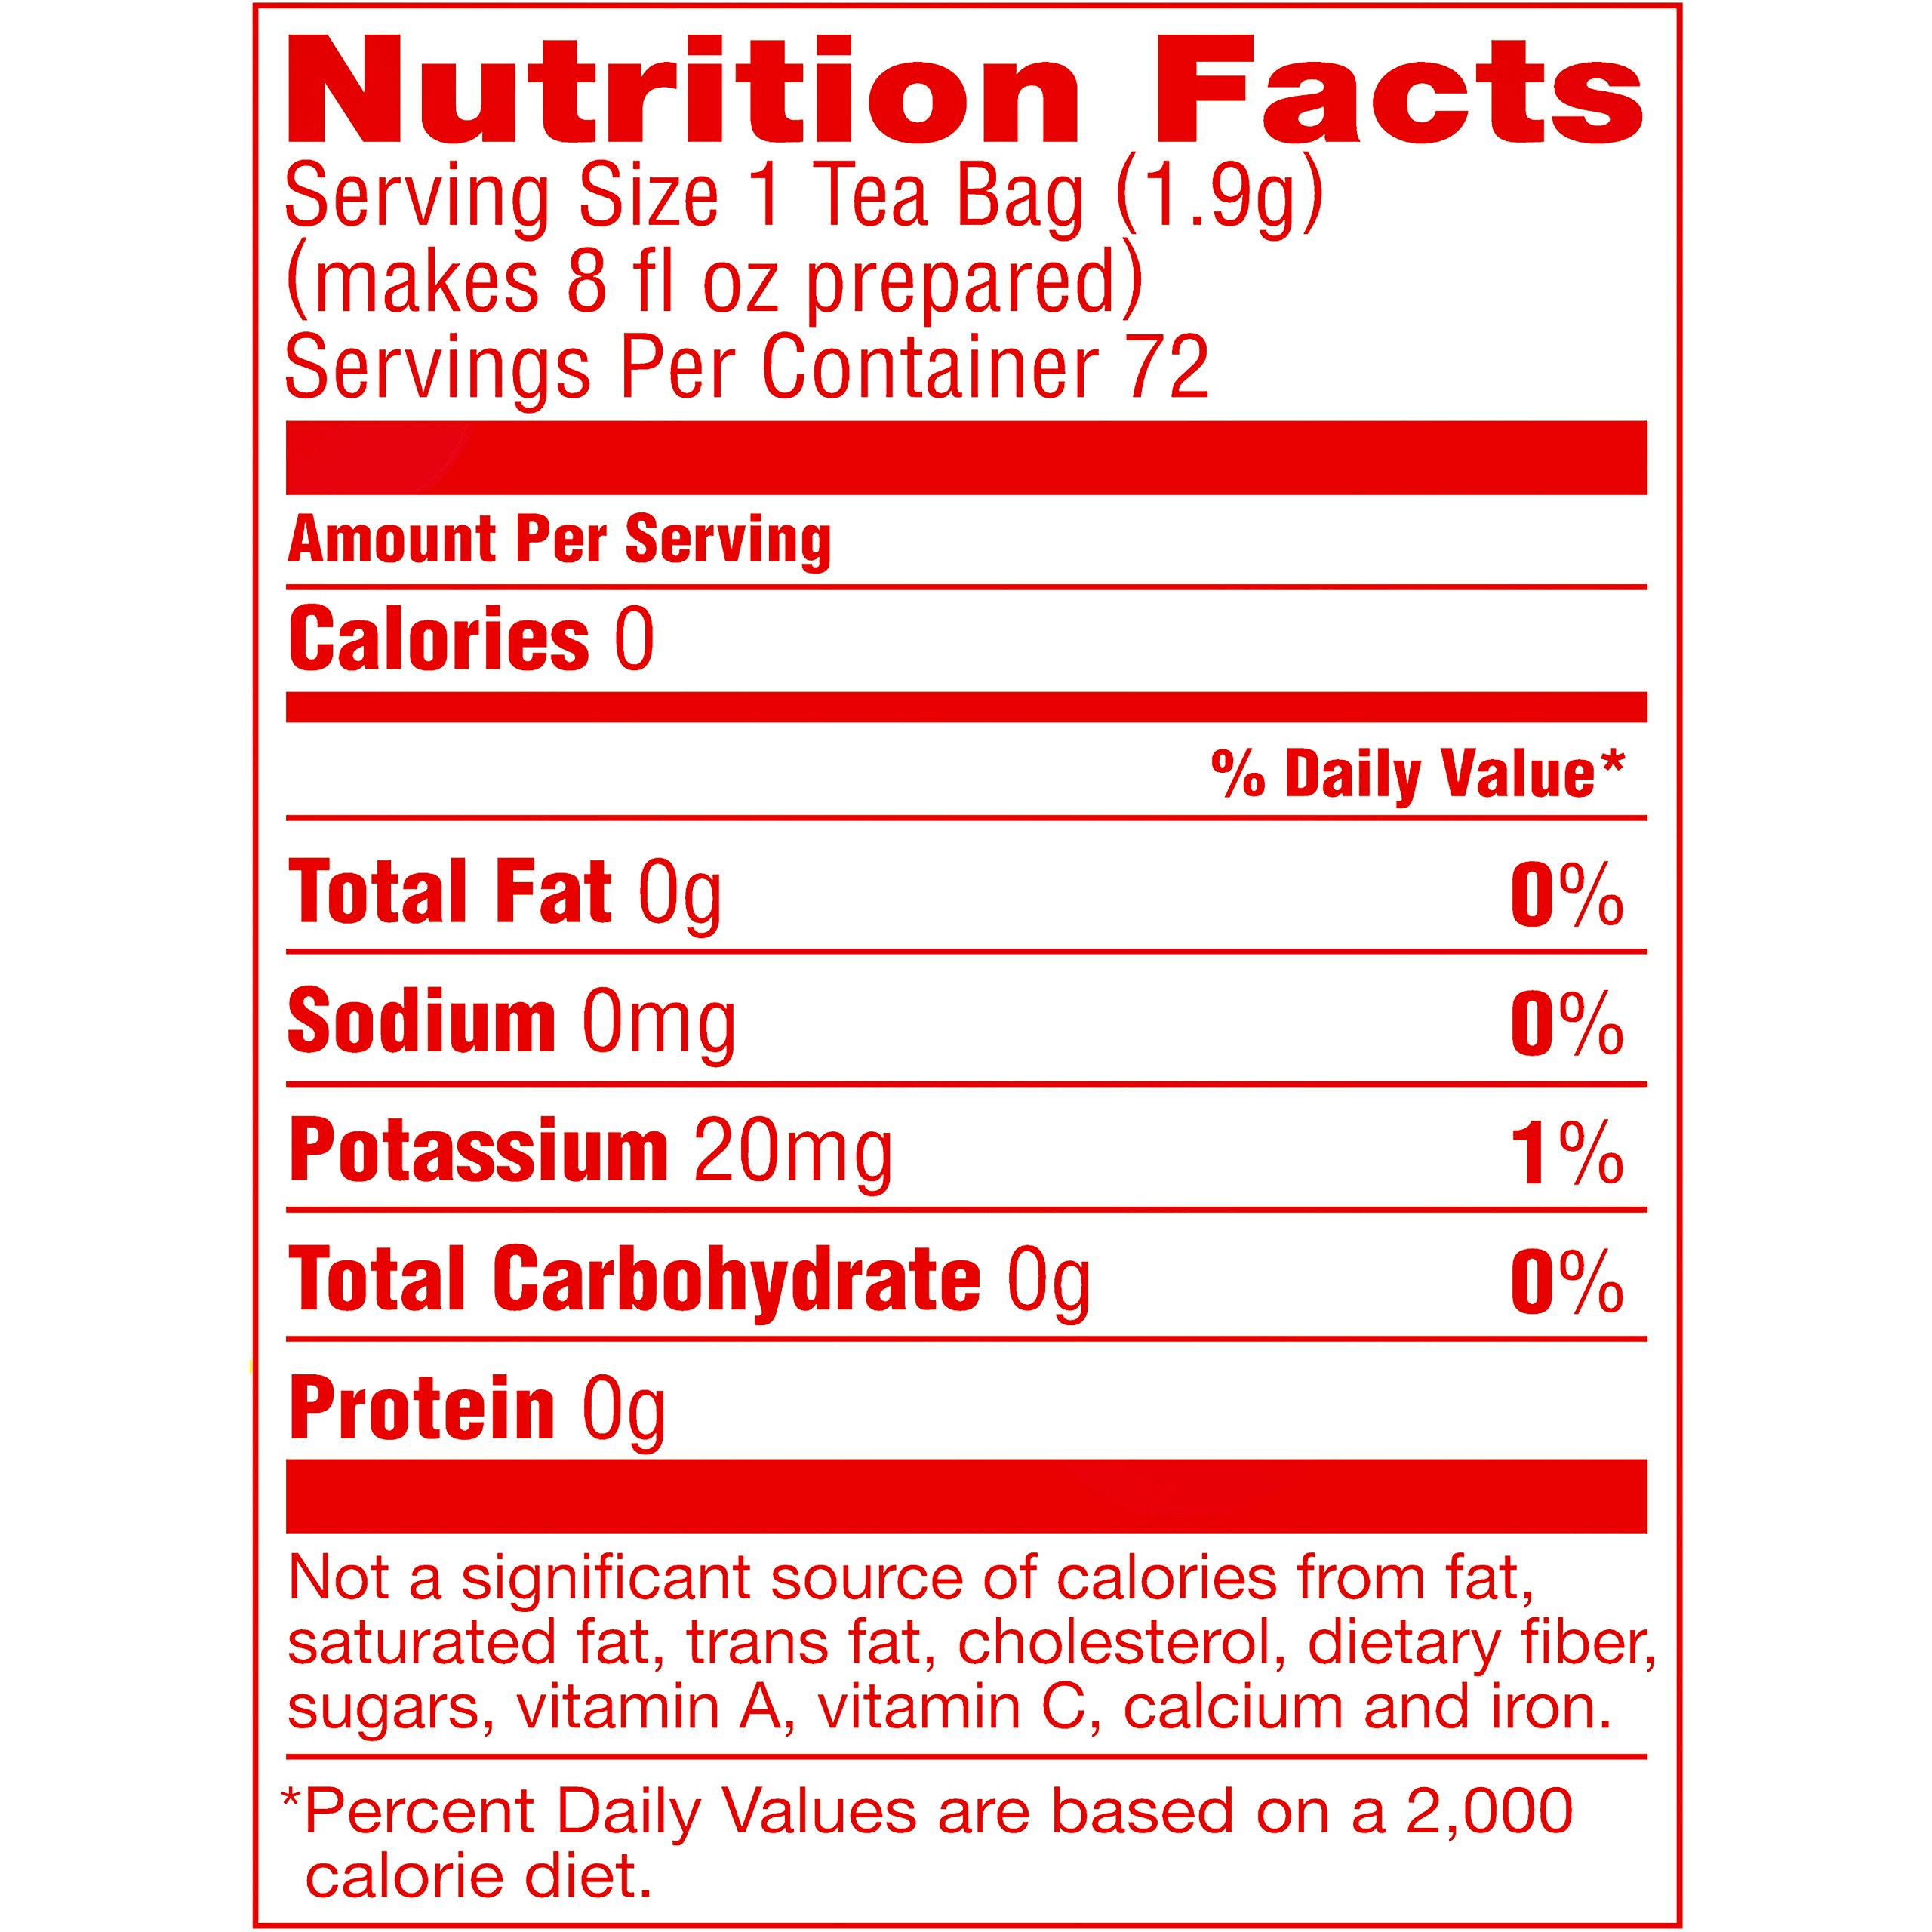 Nutrition Facts
Serving Size 1 Tea Bag (1.9g)
(makes 8 fl oz prepared)
Servings Per Container 72
Amount Per Serving
Calories 0
% Daily Value*
Total Fat 0g 0%
Sodium 0mg 0%
Potassium 20mg 1%
Total Carbohydrate 0g 0%
Protein 0g
Not a significant source of calories from fat,
saturated fat, trans fat, cholesterol, dietary fiber,
sugars, vitamin A, vitamin C, calcium and iron.
*Percent Daily Values are based on a 2,000
calorie diet.